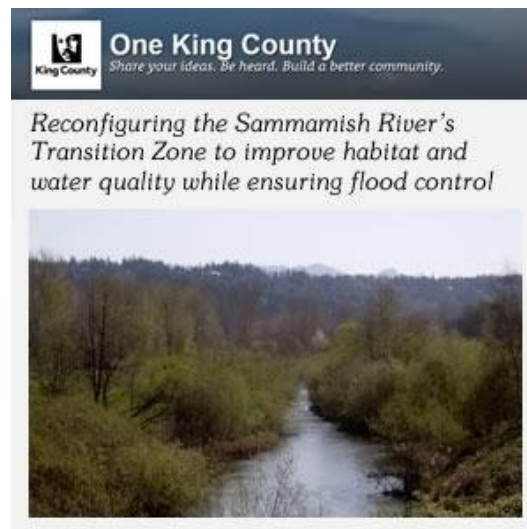 King County
One King County
Share your ideas. Be heard. Build a better community.
Reconfiguring the Sammamish River's
Transition Zone to improve habitat and
water quality while ensuring flood control